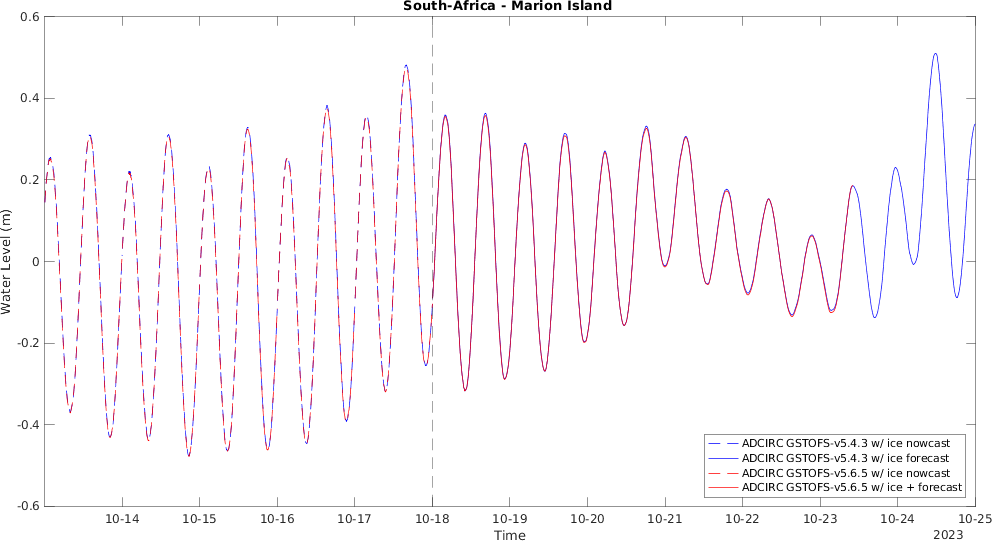 South-Africa - Marion Island
0.6
0.4
0.2
0
-0.2
-0.4
-0.6
Water Level (m)
ADCIRC GSTOFS-v5.4.3 w/ ice nowcast
ADCIRC GSTOFS-v5.4.3 w/ ice forecast
ADCIRC GSTOFS-v5.6.5 w/ ice nowcast
ADCIRC GSTOFS-v5.6.5 w/ ice + forecast
10-14 10-15 10-16 10-17 10-18 10-19 10-20 10-21 10-22 10-23 10-24 10-25
Time
2023